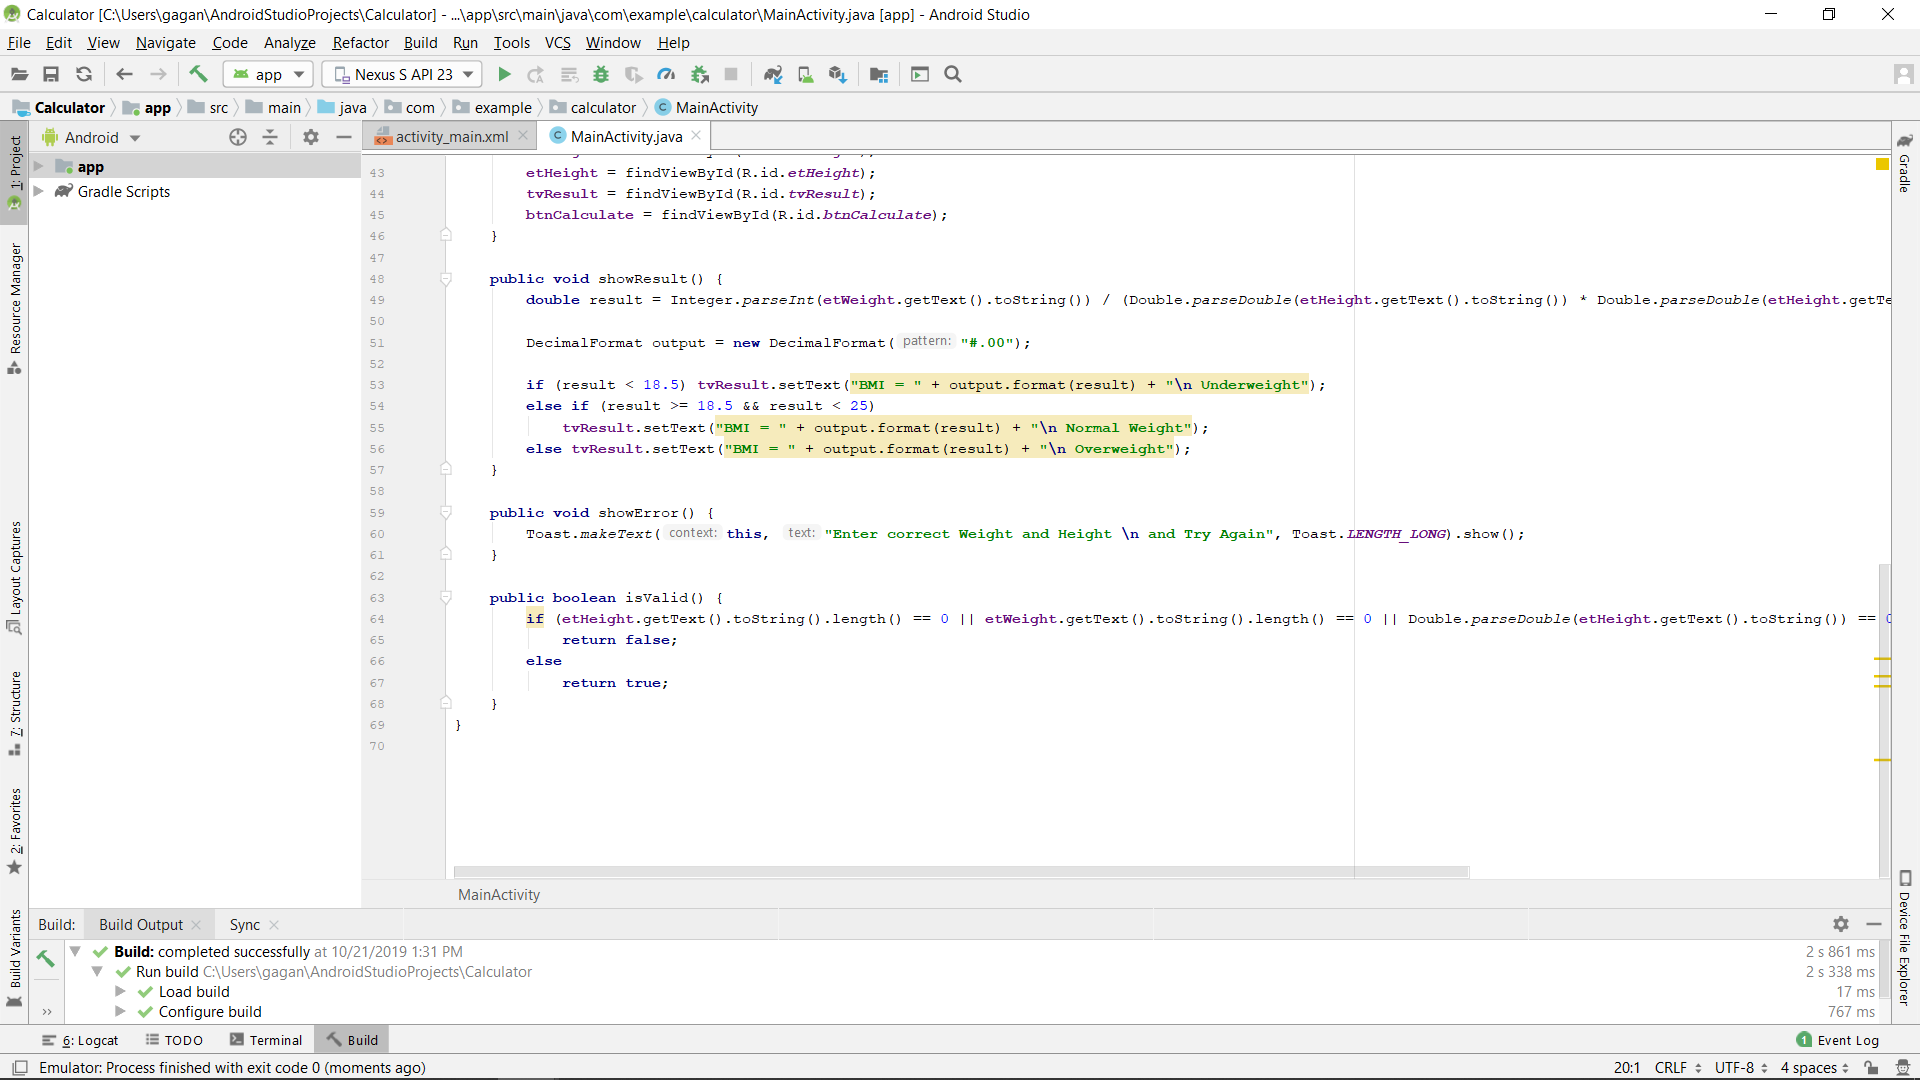 Calculator [C:\Users\gagan\AndroidStudioProjects\Calculator] - ...\app\src\main\java\com\example\calculator\MainActivity.java [app] - Android Studio
File Edit View Navigate Code Analyze Refactor Build Run Tools VCS Window Help
app Nexus S API 23
Calculator app src main java com example calculator MainActivity
Android
activity_main.xml MainActivity.java
app
Gradle Scripts
1: Project
Resource Manager
Layout Captures
7: Structure
2: Favorites
Build Variants
43 etHeight = findViewById(R.id.etHeight);
44 tvResult = findViewById(R.id.tvResult);
45 btnCalculate = findViewById(R.id.btnCalculate);
46 }
47
48 public void showResult() {
49 double result = Integer.parseInt(etWeight.getText().toString()) / (Double.parseDouble(etHeight.getText().toString()) * Double.parseDouble(etHeight.getTe
50
51 DecimalFormat output = new DecimalFormat( pattern: "#.00");
52
53 if (result < 18.5) tvResult.setText("BMI = " + output.format(result) + "\n Underweight");
54 else if (result >= 18.5 && result < 25)
55 tvResult.setText("BMI = " + output.format(result) + "\n Normal Weight");
56 else tvResult.setText("BMI = " + output.format(result) + "\n Overweight");
57 }
58
59 public void showError() {
60 Toast.makeText( context: this, text: "Enter correct Weight and Height \n and Try Again", Toast.LENGTH_LONG).show();
61 }
62
63 public boolean isValid() {
64 if (etHeight.getText().toString().length() == 0 || etWeight.getText().toString().length() == 0 || Double.parseDouble(etHeight.getText().toString()) == 0
65 return false;
66 else
67 return true;
68 }
69 }
70
MainActivity
Gradle
Device File Explorer
Build: Build Output Sync
Build: completed successfully at 10/21/2019 1:31 PM 2 s 861 ms
Run build C:\Users\gagan\AndroidStudioProjects\Calculator 2 s 338 ms
Load build 17 ms
Configure build 767 ms
6: Logcat TODO Terminal Build 1 Event Log
Emulator: Process finished with exit code 0 (moments ago) 20:1 CRLF UTF-8 4 spaces